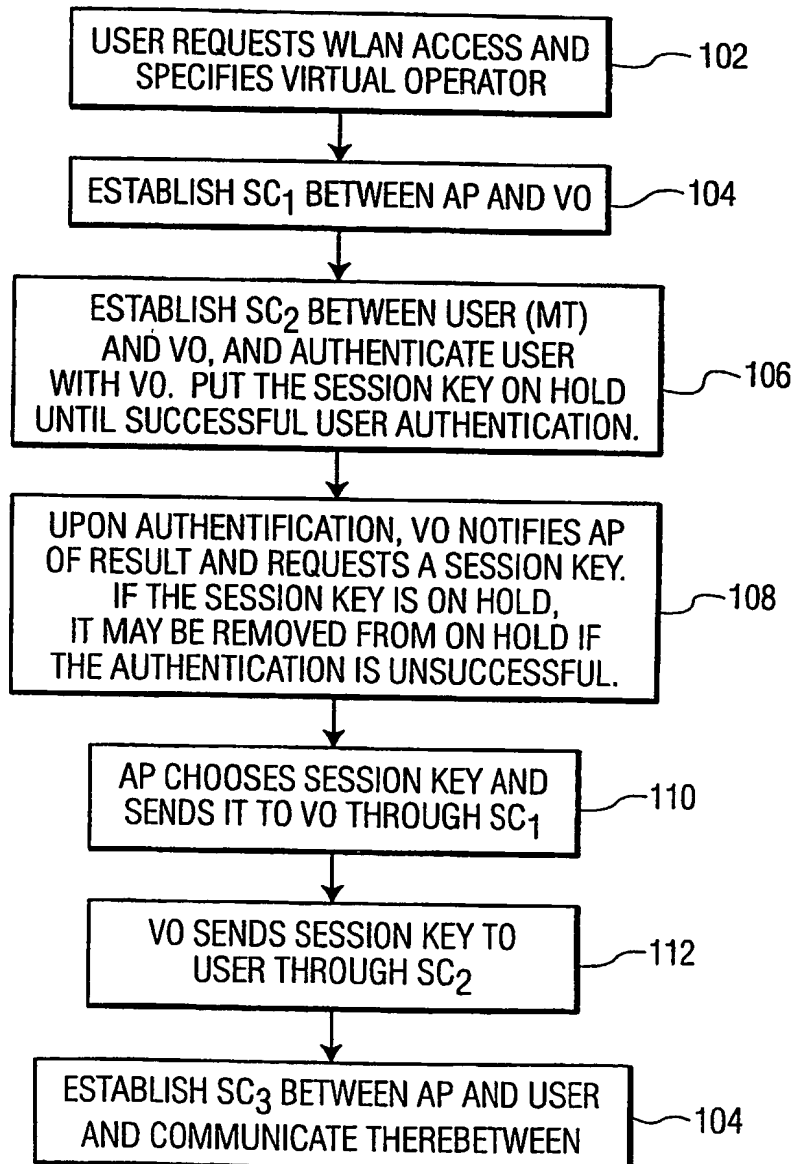 USER REQUESTS WLAN ACCESS AND
SPECIFIES VIRTUAL OPERATOR
102
ESTABLISH SC1 BETWEEN AP AND VO
104
ESTABLISH SC2 BETWEEN USER (MT)
AND VO, AND AUTHENTICATE USER
WITH VO. PUT THE SESSION KEY ON HOLD
UNTIL SUCCESSFUL USER AUTHENTICATION.
106
UPON AUTHENTIFICATION, VO NOTIFIES AP
OF RESULT AND REQUESTS A SESSION KEY.
IF THE SESSION KEY IS ON HOLD,
IT MAY BE REMOVED FROM ON HOLD IF
THE AUTHENTICATION IS UNSUCCESSFUL.
108
AP CHOOSES SESSION KEY AND
SENDS IT TO VO THROUGH SC1
110
VO SENDS SESSION KEY TO
USER THROUGH SC2
112
ESTABLISH SC3 BETWEEN AP AND USER
AND COMMUNICATE THEREBETWEEN
104